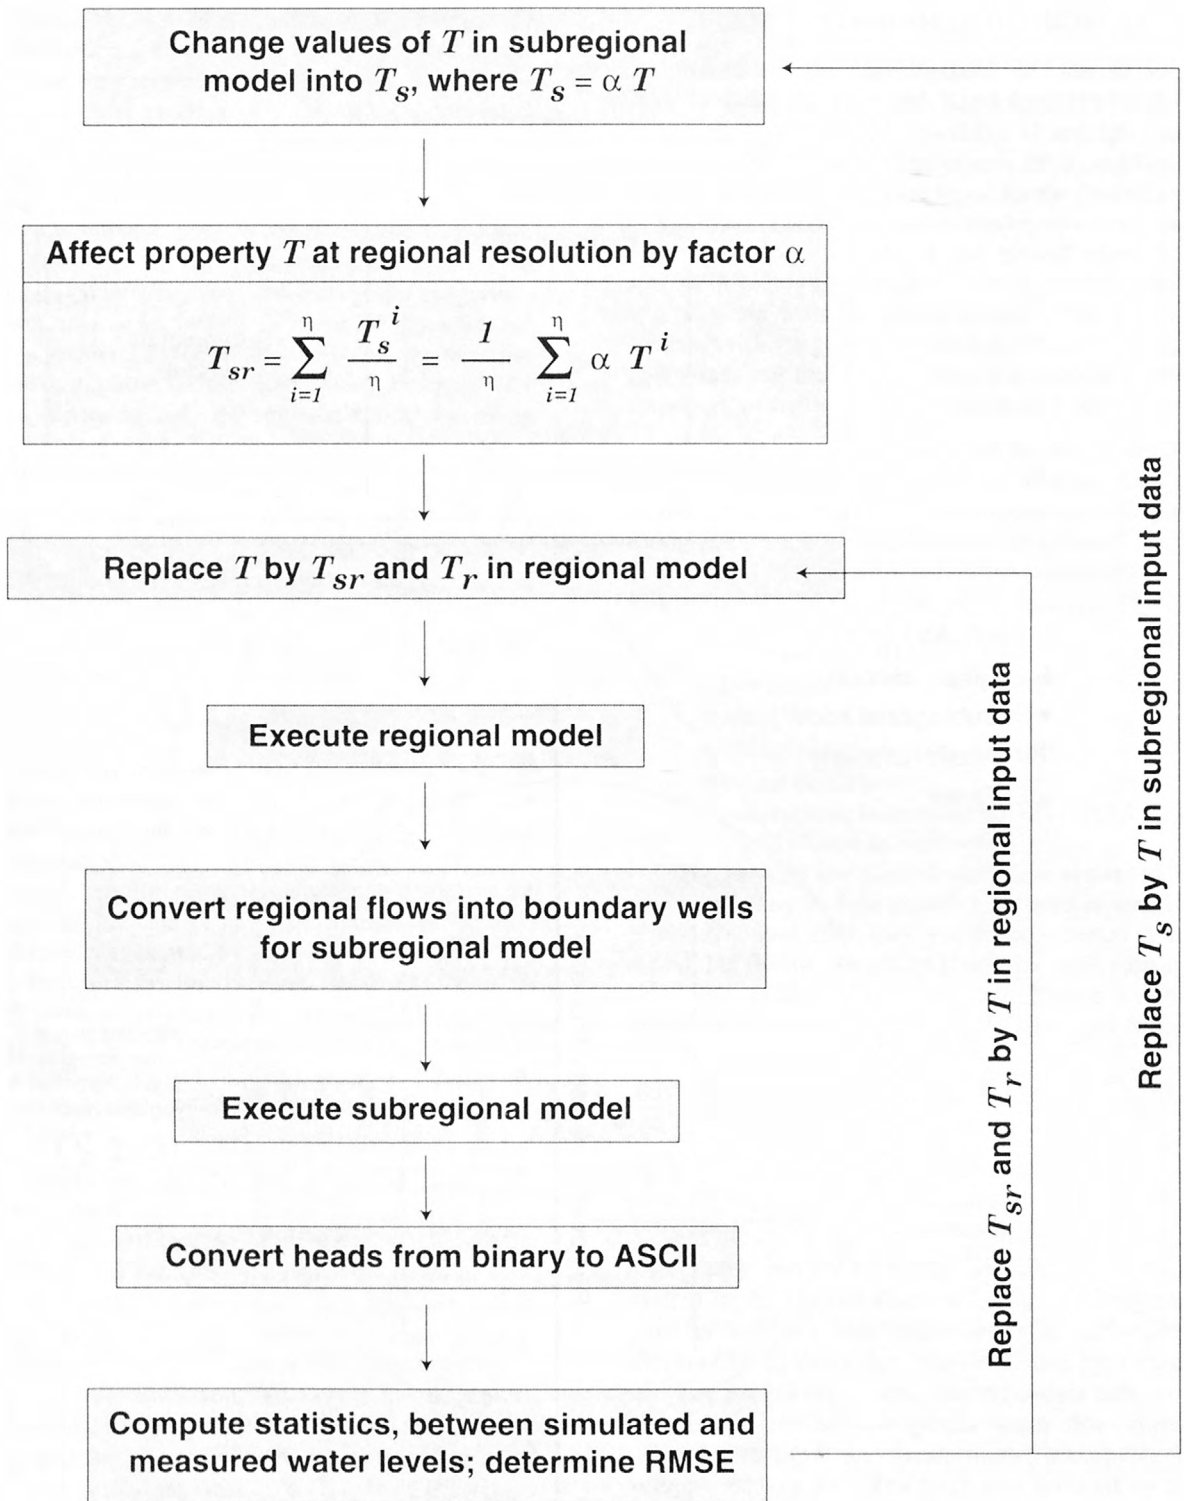 Change values of T in subregional
model into Ts, where Ts = α T
Affect property T at regional resolution by factor α
Tsr = η∑i=1 Ts^i/η = 1/η η∑i=1 α T^i
Replace T by Tsr and Tr in regional model
Execute regional model
Convert regional flows into boundary wells
for subregional model
Execute subregional model
Convert heads from binary to ASCII
Compute statistics, between simulated and
measured water levels; determine RMSE
Replace Tsr and Tr by T in regional input data
Replace Ts by T in subregional input data